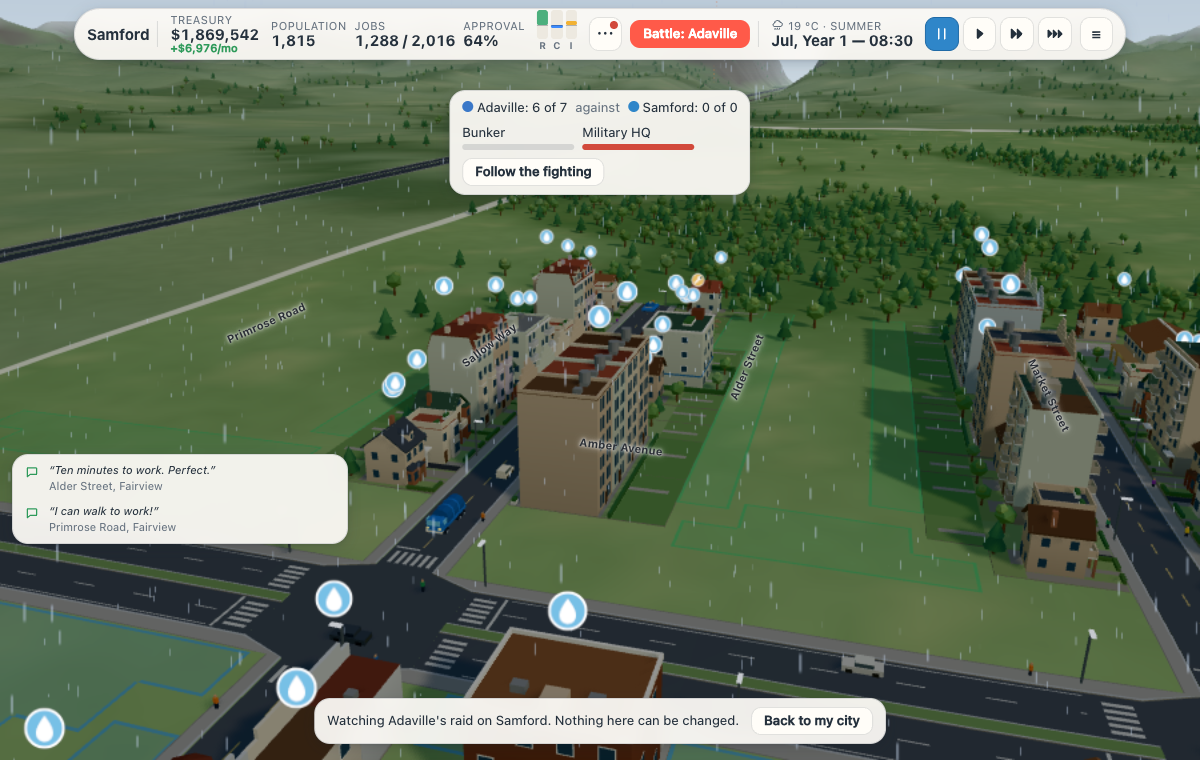 Samford
TREASURY
$1,869,542
+$6,976/mo
POPULATION
1,815
JOBS
1,288 / 2,016
APPROVAL
64%
R C I
Battle: Adaville
19 °C · SUMMER
Jul, Year 1 — 08:30
Adaville: 6 of 7 against Samford: 0 of 0
Bunker
Military HQ
Follow the fighting
Primrose Road
Sallow Way
Alder Street
Market Street
Amber Avenue
“Ten minutes to work. Perfect.”
Alder Street, Fairview
“I can walk to work!”
Primrose Road, Fairview
Watching Adaville's raid on Samford. Nothing here can be changed.
Back to my city